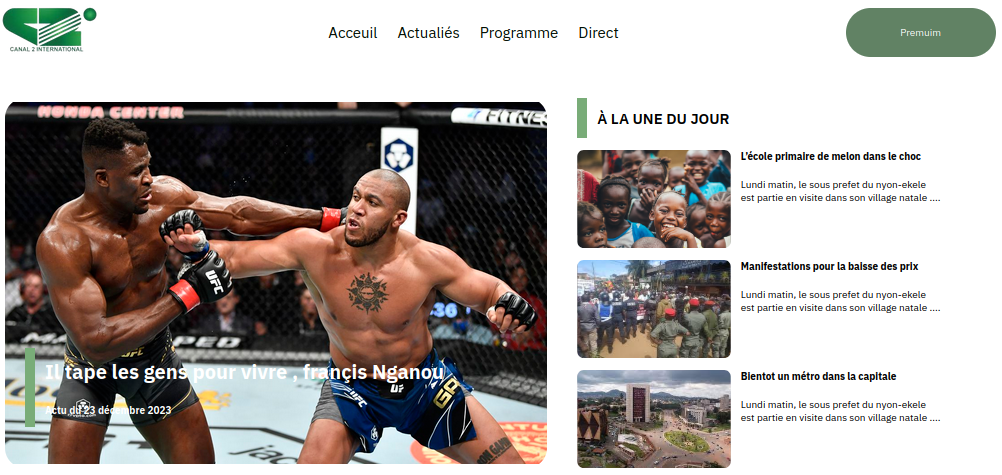 CANAL 2 INTERNATIONAL
Acceuil Actualiés Programme Direct
Premuim
HONDA CENTER
FITNES
UFC
36
Il tape les gens pour vivre , françis Nganou
Actu du 23 décembre 2023
À LA UNE DU JOUR
L'école primaire de melon dans le choc
Lundi matin, le sous prefet du nyon-ekele
est partie en visite dans son village natale ....
Manifestations pour la baisse des prix
Lundi matin, le sous prefet du nyon-ekele
est partie en visite dans son village natale ....
Bientot un métro dans la capitale
Lundi matin, le sous prefet du nyon-ekele
est partie en visite dans son village natale ....